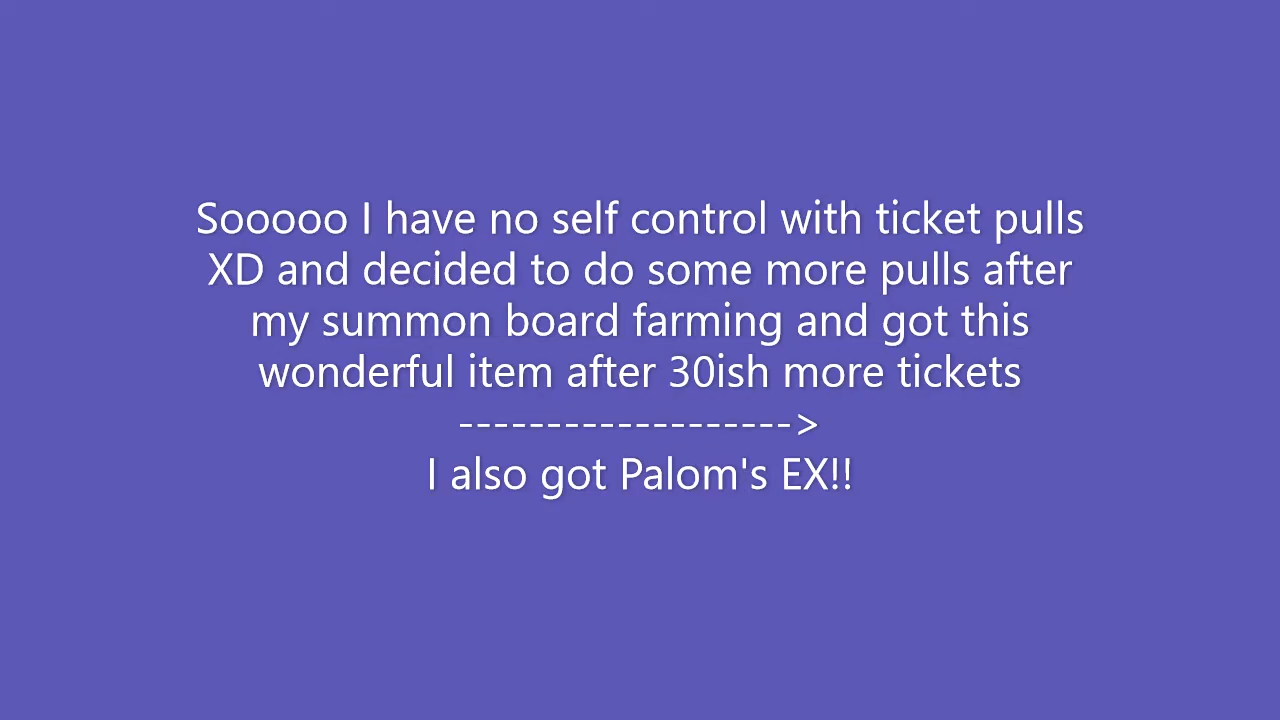 Sooooo I have no self control with ticket pulls
XD and decided to do some more pulls after
my summon board farming and got this
wonderful item after 30ish more tickets
------------------->
I also got Palom's EX!!